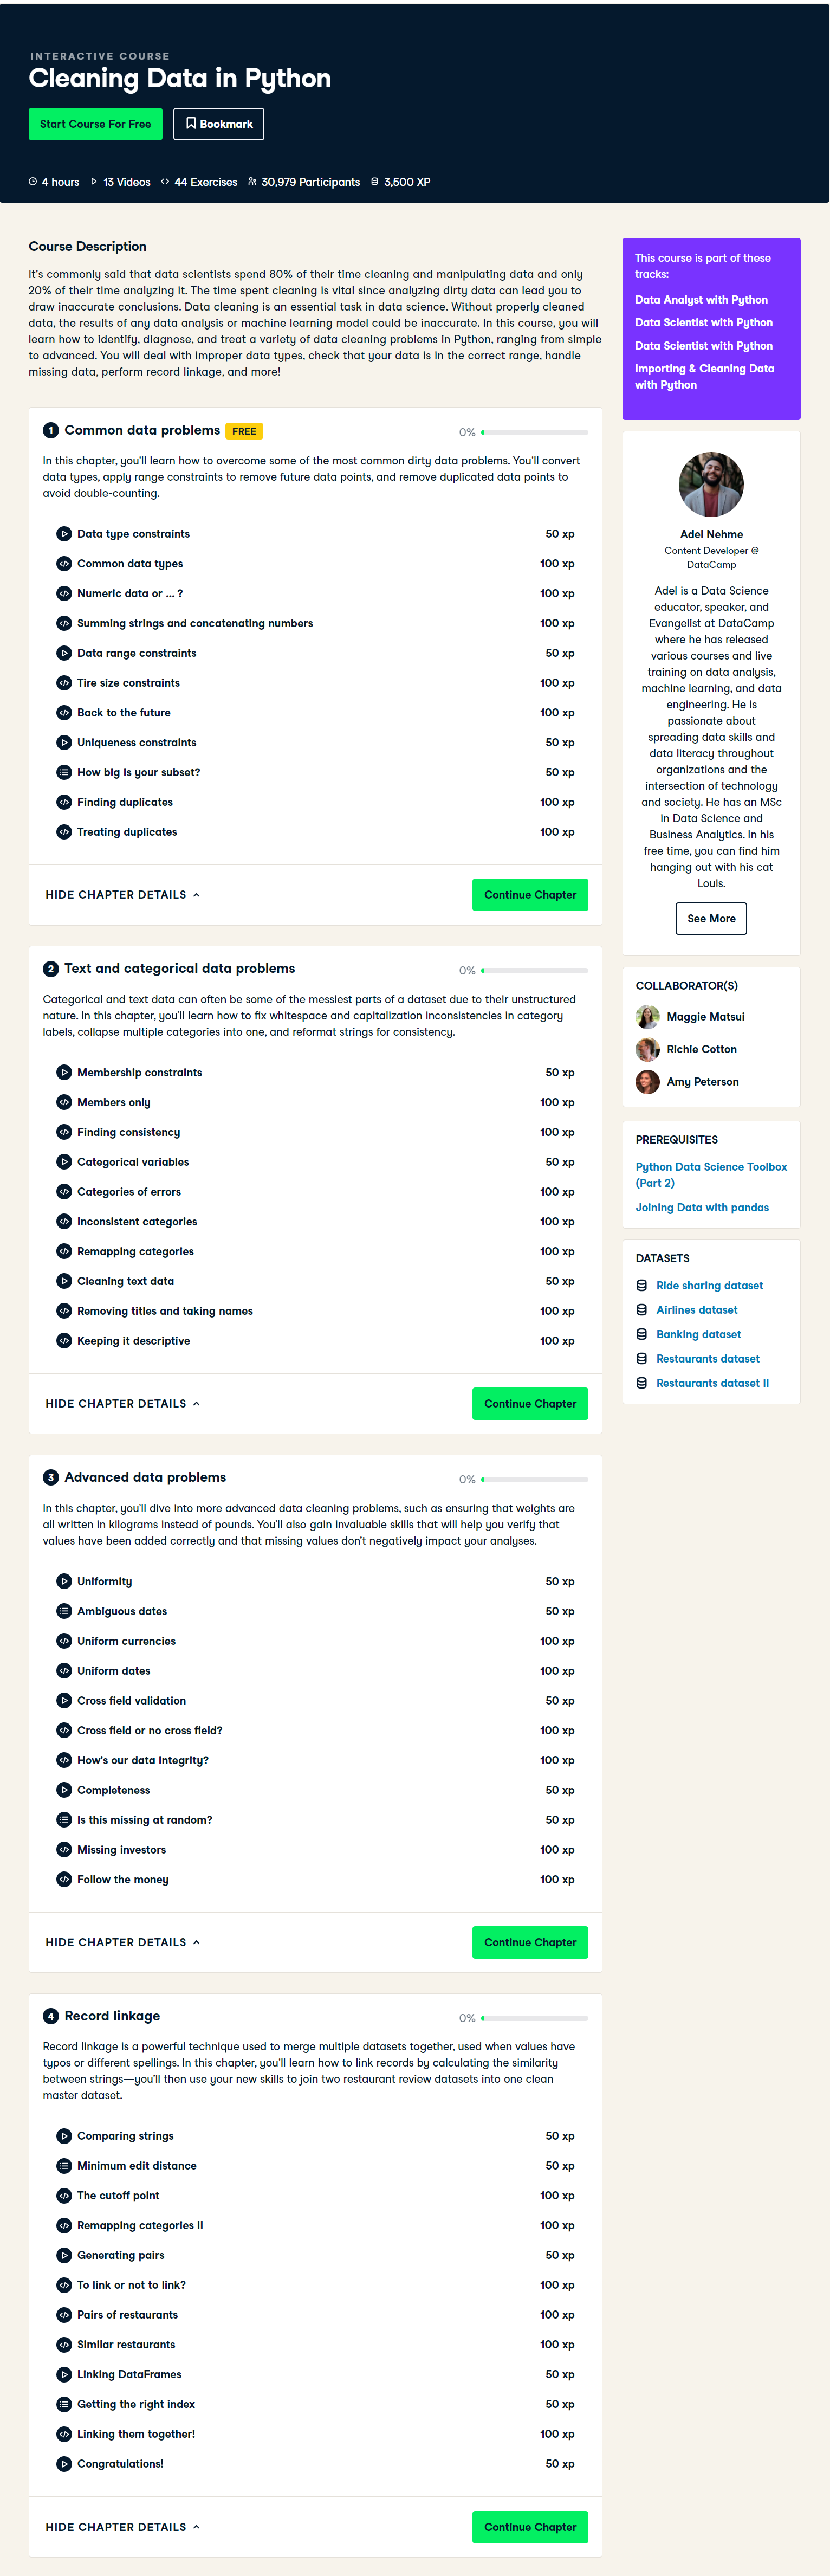 INTERACTIVE COURSE
Cleaning Data in Python
Start Course For Free
Bookmark
4 hours 13 Videos 44 Exercises 30,979 Participants 3,500 XP
Course Description
It's commonly said that data scientists spend 80% of their time cleaning and manipulating data and only
20% of their time analyzing it. The time spent cleaning is vital since analyzing dirty data can lead you to
draw inaccurate conclusions. Data cleaning is an essential task in data science. Without properly cleaned
data, the results of any data analysis or machine learning model could be inaccurate. In this course, you will
learn how to identify, diagnose, and treat a variety of data cleaning problems in Python, ranging from simple
to advanced. You will deal with improper data types, check that your data is in the correct range, handle
missing data, perform record linkage, and more!
1 Common data problems FREE 0%
In this chapter, you'll learn how to overcome some of the most common dirty data problems. You'll convert
data types, apply range constraints to remove future data points, and remove duplicated data points to
avoid double-counting.
Data type constraints 50 xp
Common data types 100 xp
Numeric data or ... ? 100 xp
Summing strings and concatenating numbers 100 xp
Data range constraints 50 xp
Tire size constraints 100 xp
Back to the future 100 xp
Uniqueness constraints 50 xp
How big is your subset? 50 xp
Finding duplicates 100 xp
Treating duplicates 100 xp
HIDE CHAPTER DETAILS Continue Chapter
2 Text and categorical data problems 0%
Categorical and text data can often be some of the messiest parts of a dataset due to their unstructured
nature. In this chapter, you'll learn how to fix whitespace and capitalization inconsistencies in category
labels, collapse multiple categories into one, and reformat strings for consistency.
Membership constraints 50 xp
Members only 100 xp
Finding consistency 100 xp
Categorical variables 50 xp
Categories of errors 100 xp
Inconsistent categories 100 xp
Remapping categories 100 xp
Cleaning text data 50 xp
Removing titles and taking names 100 xp
Keeping it descriptive 100 xp
HIDE CHAPTER DETAILS Continue Chapter
3 Advanced data problems 0%
In this chapter, you'll dive into more advanced data cleaning problems, such as ensuring that weights are
all written in kilograms instead of pounds. You'll also gain invaluable skills that will help you verify that
values have been added correctly and that missing values don't negatively impact your analyses.
Uniformity 50 xp
Ambiguous dates 50 xp
Uniform currencies 100 xp
Uniform dates 100 xp
Cross field validation 50 xp
Cross field or no cross field? 100 xp
How's our data integrity? 100 xp
Completeness 50 xp
Is this missing at random? 50 xp
Missing investors 100 xp
Follow the money 100 xp
HIDE CHAPTER DETAILS Continue Chapter
4 Record linkage 0%
Record linkage is a powerful technique used to merge multiple datasets together, used when values have
typos or different spellings. In this chapter, you'll learn how to link records by calculating the similarity
between strings—you'll then use your new skills to join two restaurant review datasets into one clean
master dataset.
Comparing strings 50 xp
Minimum edit distance 50 xp
The cutoff point 100 xp
Remapping categories II 100 xp
Generating pairs 50 xp
To link or not to link? 100 xp
Pairs of restaurants 100 xp
Similar restaurants 100 xp
Linking DataFrames 50 xp
Getting the right index 50 xp
Linking them together! 100 xp
Congratulations! 50 xp
HIDE CHAPTER DETAILS Continue Chapter
This course is part of these
tracks:
Data Analyst with Python
Data Scientist with Python
Data Scientist with Python
Importing & Cleaning Data
with Python
Adel Nehme
Content Developer @
DataCamp
Adel is a Data Science
educator, speaker, and
Evangelist at DataCamp
where he has released
various courses and live
training on data analysis,
machine learning, and data
engineering. He is
passionate about
spreading data skills and
data literacy throughout
organizations and the
intersection of technology
and society. He has an MSc
in Data Science and
Business Analytics. In his
free time, you can find him
hanging out with his cat
Louis.
See More
COLLABORATOR(S)
Maggie Matsui
Richie Cotton
Amy Peterson
PREREQUISITES
Python Data Science Toolbox
(Part 2)
Joining Data with pandas
DATASETS
Ride sharing dataset
Airlines dataset
Banking dataset
Restaurants dataset
Restaurants dataset II